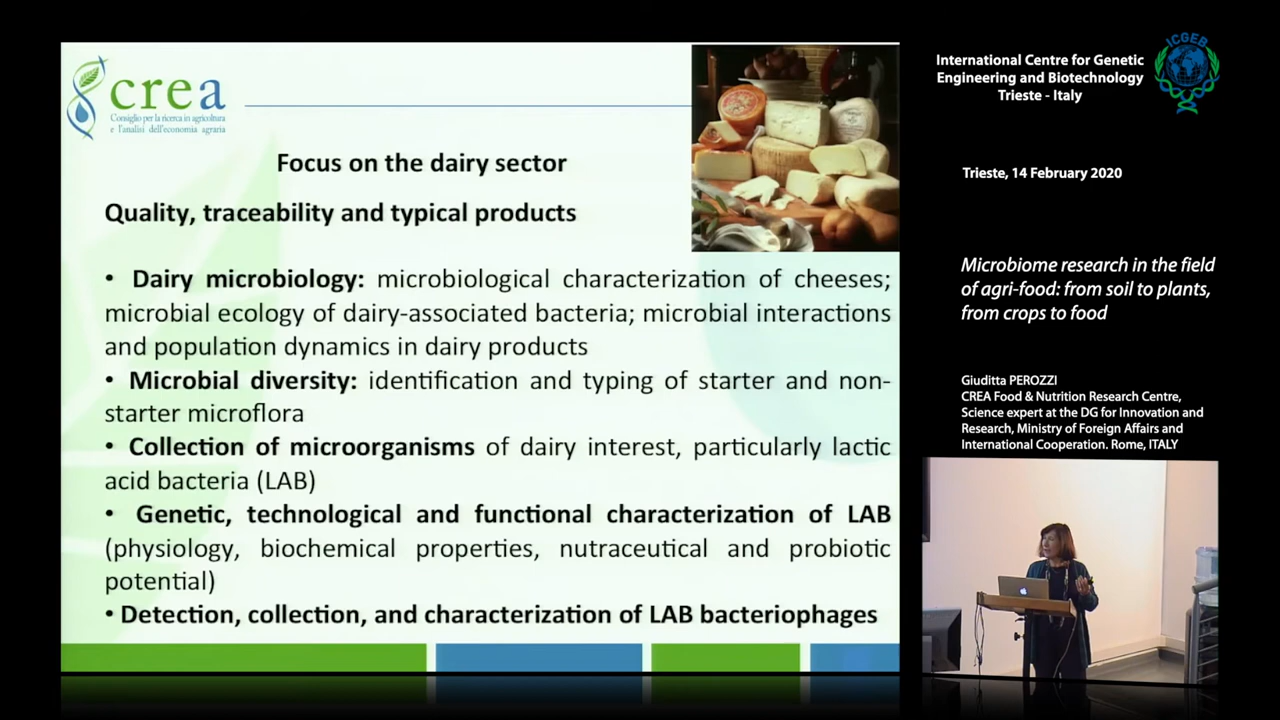 crea
Consiglio per la ricerca in agricoltura
e l'analisi dell'economia agraria
Focus on the dairy sector
Quality, traceability and typical products
• Dairy microbiology: microbiological characterization of cheeses;
microbial ecology of dairy-associated bacteria; microbial interactions
and population dynamics in dairy products
• Microbial diversity: identification and typing of starter and non-
starter microflora
• Collection of microorganisms of dairy interest, particularly lactic
acid bacteria (LAB)
• Genetic, technological and functional characterization of LAB
(physiology, biochemical properties, nutraceutical and probiotic
potential)
• Detection, collection, and characterization of LAB bacteriophages
International Centre for Genetic
Engineering and Biotechnology
Trieste - Italy
ICGEB
Trieste, 14 February 2020
Microbiome research in the field
of agri-food: from soil to plants,
from crops to food
Giuditta PEROZZI
CREA Food & Nutrition Research Centre,
Science expert at the DG for Innovation and
Research, Ministry of Foreign Affairs and
International Cooperation. Rome, ITALY